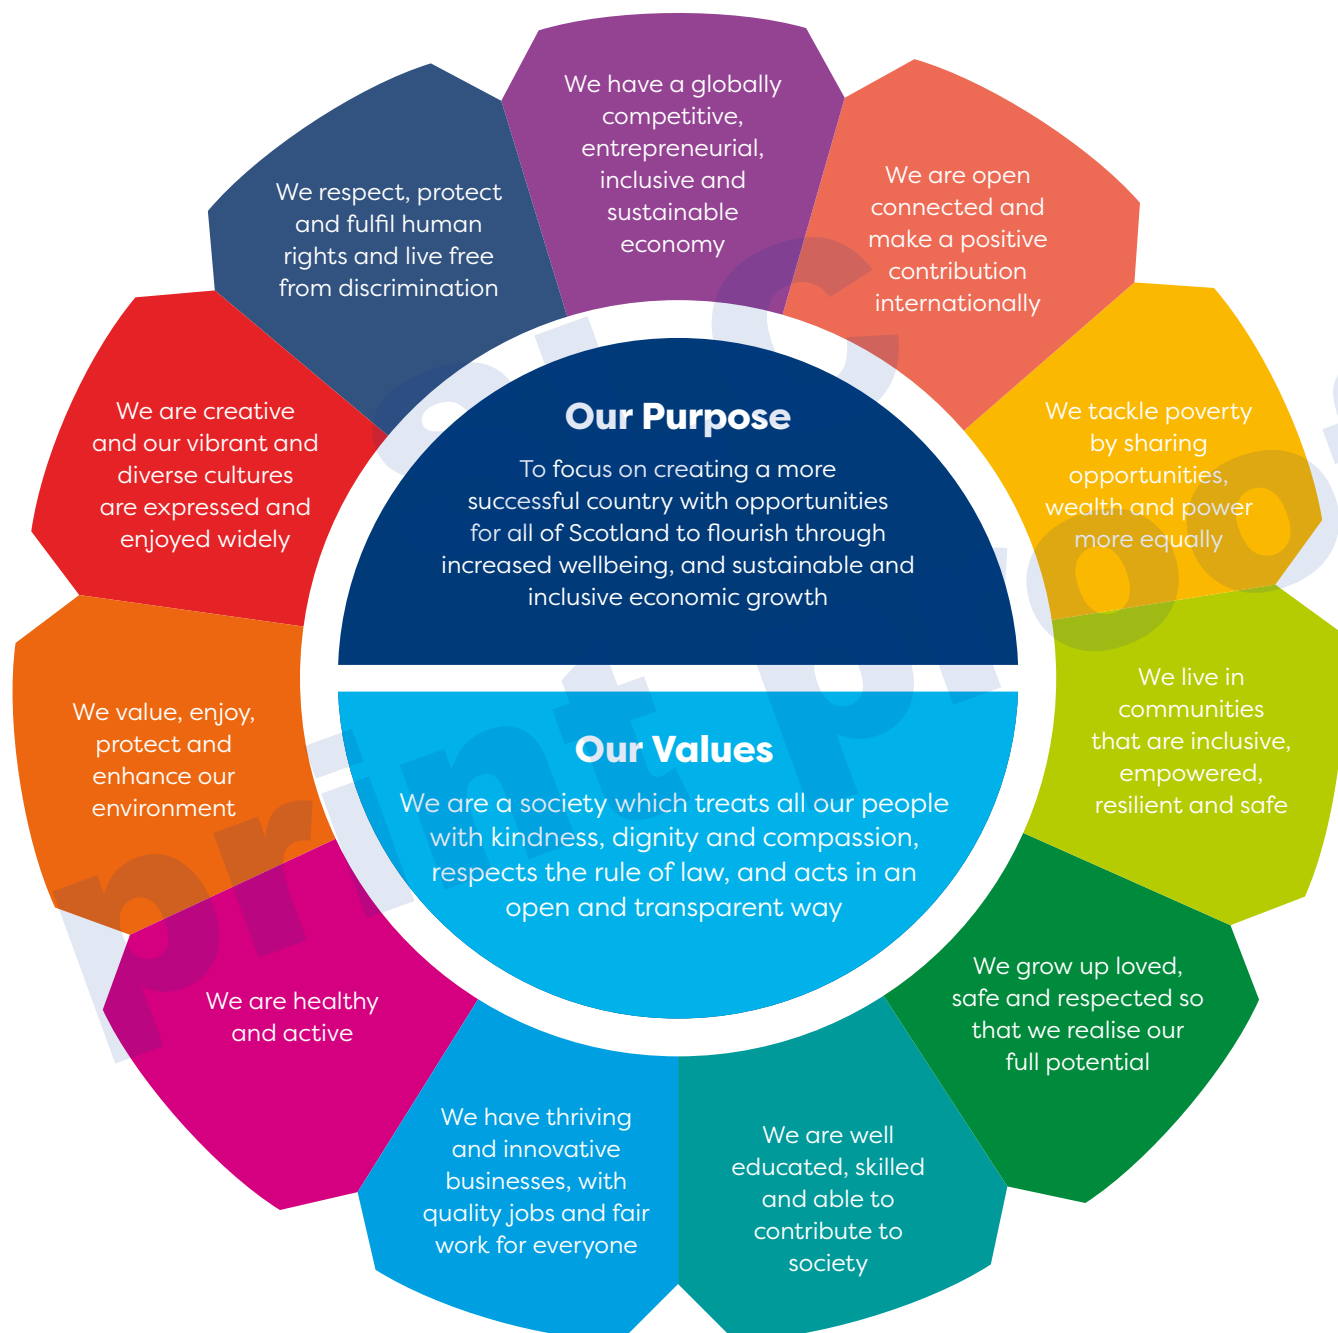 We have a globally
competitive,
entrepreneurial,
inclusive and
sustainable
economy
We are open
connected and
make a positive
contribution
internationally
We tackle poverty
by sharing
opportunities,
wealth and power
more equally
We live in
communities
that are inclusive,
empowered,
resilient and safe
We grow up loved,
safe and respected so
that we realise our
full potential
We are well
educated, skilled
and able to
contribute to
society
We have thriving
and innovative
businesses, with
quality jobs and fair
work for everyone
We are healthy
and active
We value, enjoy,
protect and
enhance our
environment
We are creative
and our vibrant and
diverse cultures
are expressed and
enjoyed widely
We respect, protect
and fulfil human
rights and live free
from discrimination
Our Purpose
To focus on creating a more
successful country with opportunities
for all of Scotland to flourish through
increased wellbeing, and sustainable and
inclusive economic growth
Our Values
We are a society which treats all our people
with kindness, dignity and compassion,
respects the rule of law, and acts in an
open and transparent way
print